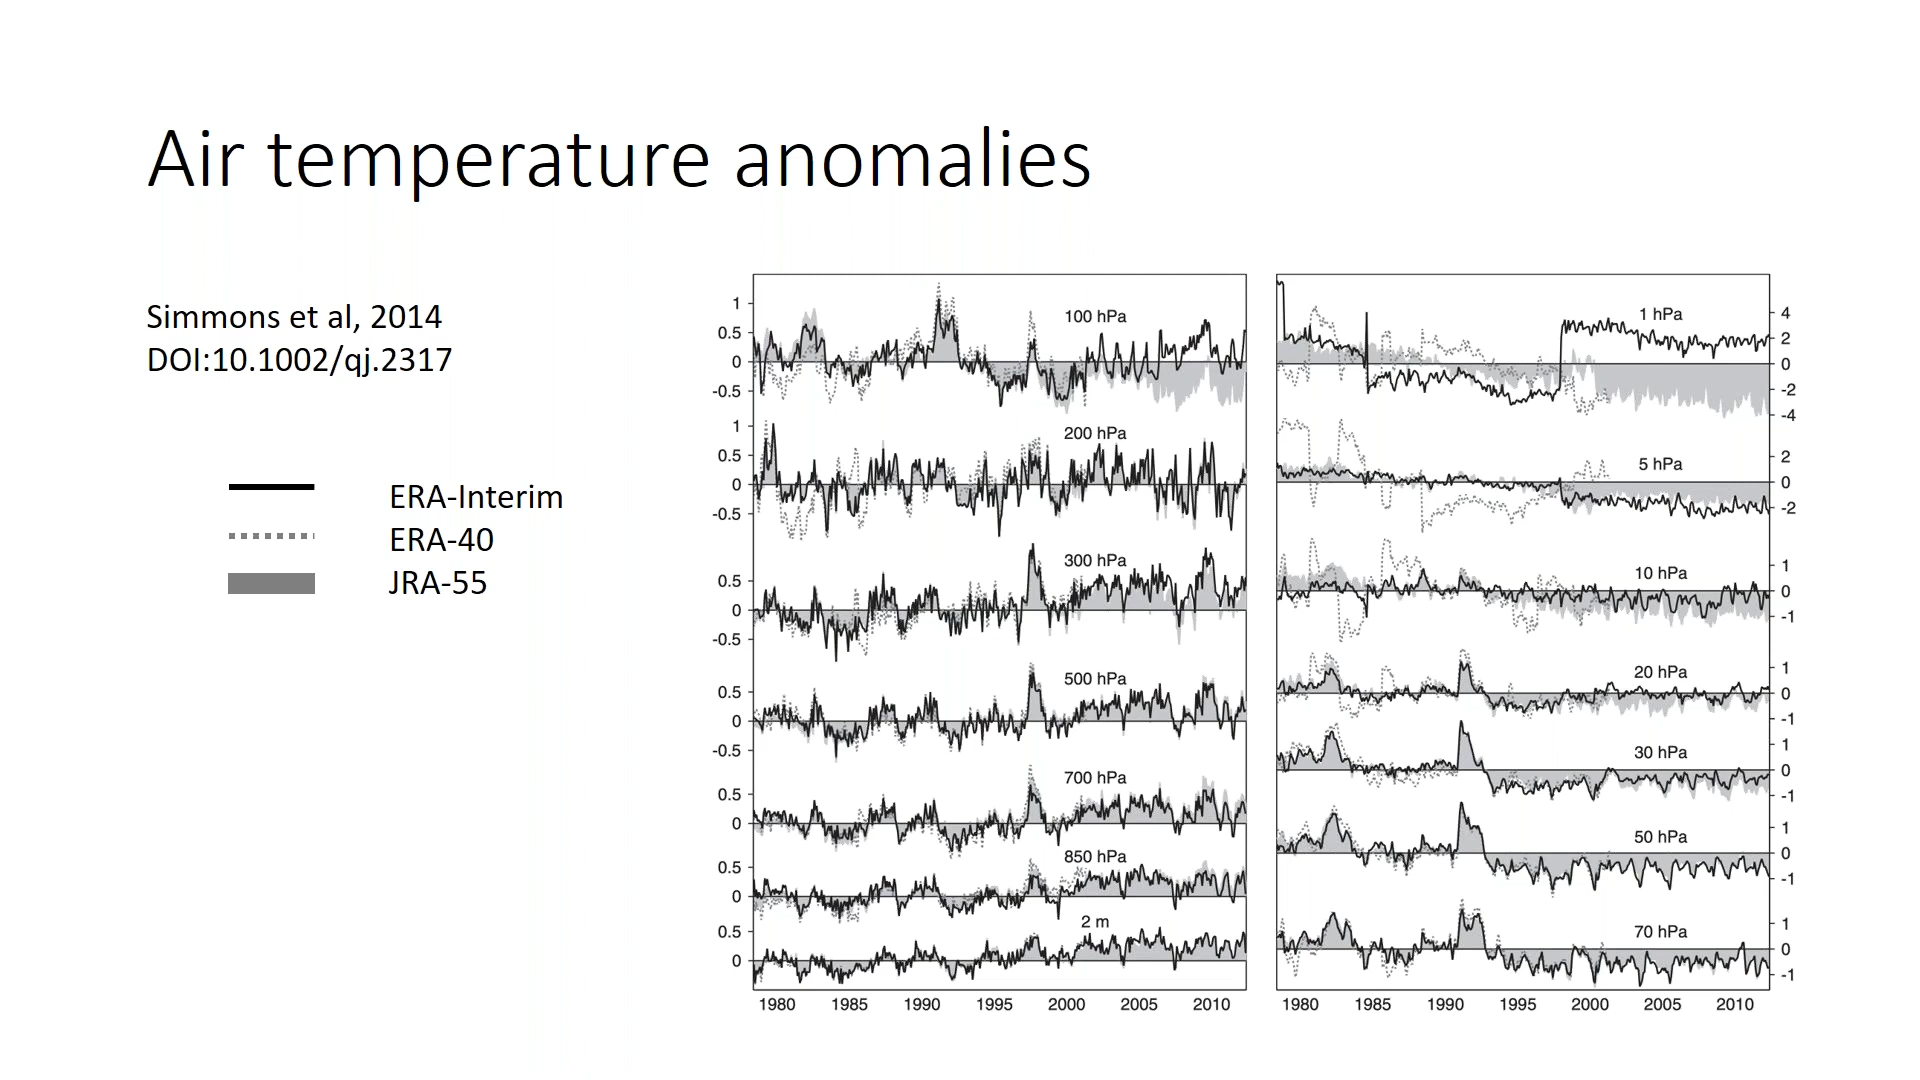 Air temperature anomalies
Simmons et al, 2014
DOI:10.1002/qj.2317
ERA-Interim
ERA-40
JRA-55
100 hPa
1
0.5
0
-0.5
200 hPa
1
0.5
0
-0.5
300 hPa
0.5
0
-0.5
500 hPa
0.5
0
-0.5
700 hPa
0.5
0
850 hPa
0.5
0
2 m
0.5
0
1980 1985 1990 1995 2000 2005 2010
1 hPa
4
2
0
-2
-4
5 hPa
2
0
-2
10 hPa
1
0
-1
20 hPa
1
0
-1
30 hPa
1
0
-1
50 hPa
1
0
-1
70 hPa
1
0
-1
1980 1985 1990 1995 2000 2005 2010